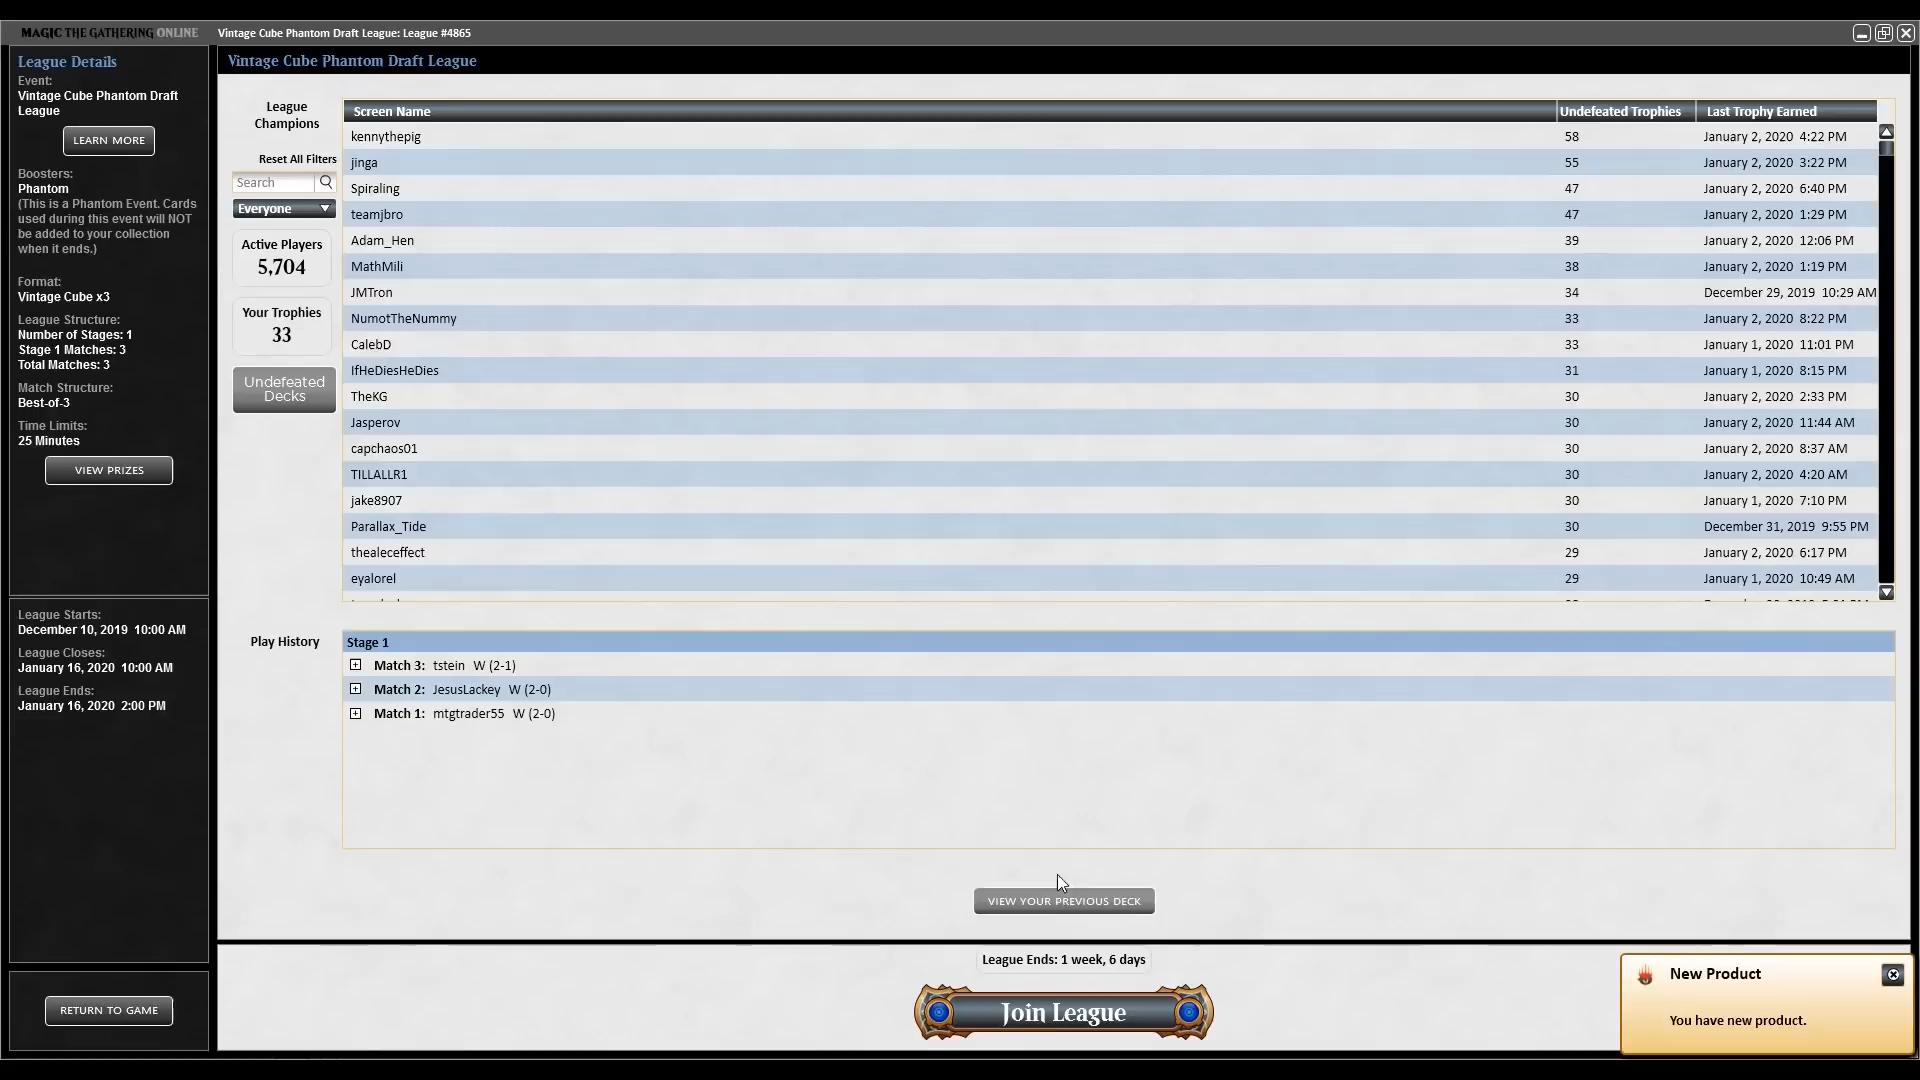 MAGIC THE GATHERING ONLINE
Vintage Cube Phantom Draft League: League #4865
League Details
Event:
Vintage Cube Phantom Draft
League
LEARN MORE
Boosters:
Phantom
(This is a Phantom Event. Cards
used during this event will NOT
be added to your collection
when it ends.)
Format:
Vintage Cube x3
League Structure:
Number of Stages: 1
Stage 1 Matches: 3
Total Matches: 3
Match Structure:
Best-of-3
Time Limits:
25 Minutes
VIEW PRIZES
League Starts:
December 10, 2019 10:00 AM
League Closes:
January 16, 2020 10:00 AM
League Ends:
January 16, 2020 2:00 PM
RETURN TO GAME
Vintage Cube Phantom Draft League
League
Champions
Reset All Filters
Search
Everyone
Active Players
5,704
Your Trophies
33
Undefeated
Decks
Screen Name Undefeated Trophies Last Trophy Earned
kennythepig 58 January 2, 2020 4:22 PM
jinga 55 January 2, 2020 3:22 PM
Spiraling 47 January 2, 2020 6:40 PM
teamjbro 47 January 2, 2020 1:29 PM
Adam_Hen 39 January 2, 2020 12:06 PM
MathMili 38 January 2, 2020 1:19 PM
JMTron 34 December 29, 2019 10:29 AM
NumotTheNummy 33 January 2, 2020 8:22 PM
CalebD 33 January 1, 2020 11:01 PM
IfHeDiesHeDies 31 January 1, 2020 8:15 PM
TheKG 30 January 2, 2020 2:33 PM
Jasperov 30 January 2, 2020 11:44 AM
capchaos01 30 January 2, 2020 8:37 AM
TILLALLR1 30 January 2, 2020 4:20 AM
jake8907 30 January 1, 2020 7:10 PM
Parallax_Tide 30 December 31, 2019 9:55 PM
thealeceffect 29 January 2, 2020 6:17 PM
eyalorel 29 January 1, 2020 10:49 AM
Play History
Stage 1
Match 3: tstein W (2-1)
Match 2: JesusLackey W (2-0)
Match 1: mtgtrader55 W (2-0)
VIEW YOUR PREVIOUS DECK
League Ends: 1 week, 6 days
Join League
New Product
You have new product.